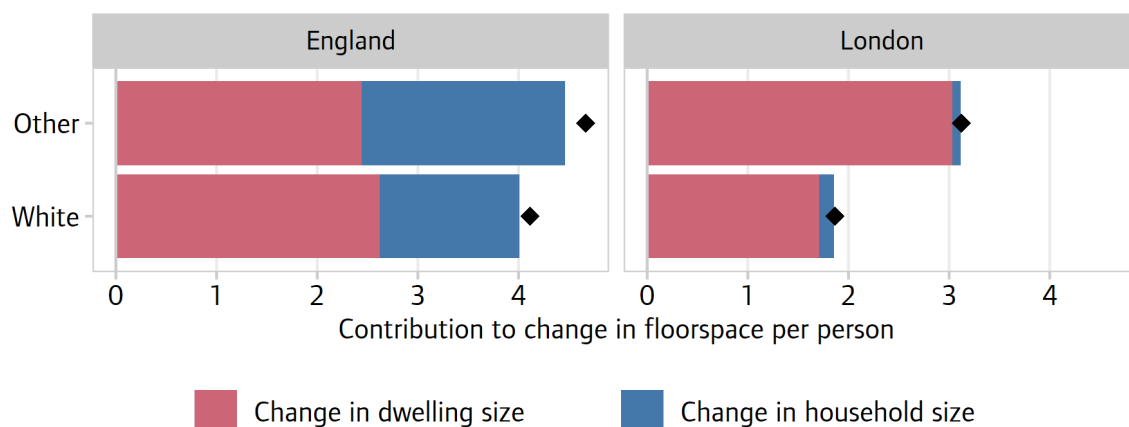 England
London
Other
White
0 1 2 3 4
0 1 2 3 4
Contribution to change in floorspace per person
Change in dwelling size
Change in household size